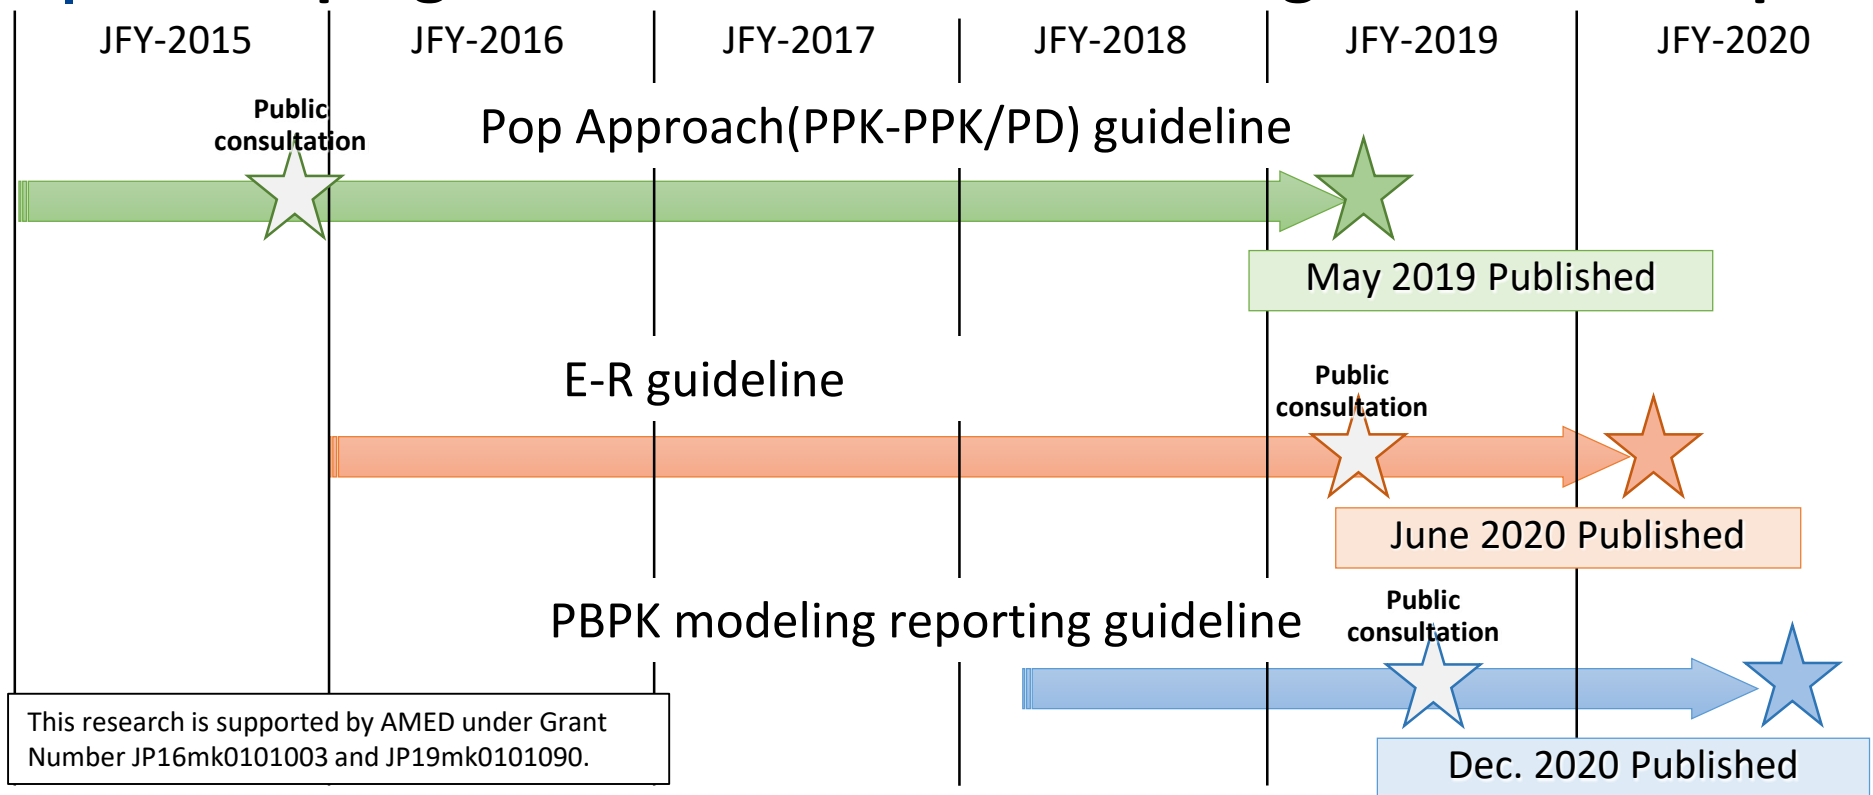 JFY-2015 JFY-2016 JFY-2017 JFY-2018 JFY-2019 JFY-2020
Public
consultation
Pop Approach(PPK-PPK/PD) guideline
May 2019 Published
E-R guideline
Public
consultation
June 2020 Published
PBPK modeling reporting guideline
Public
consultation
This research is supported by AMED under Grant
Number JP16mk0101003 and JP19mk0101090.
Dec. 2020 Published